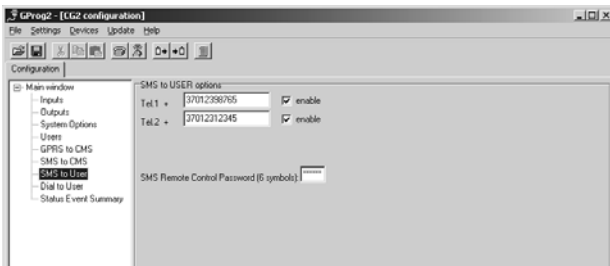 GProg2 - [CG2 configuration]
File Settings Devices Update Help
Configuration
Main window
Inputs
Outputs
System Options
Users
GPRS to CMS
SMS to CMS
SMS to User
Dial to User
Status Event Summary
SMS to USER options
Tel.1 + 37012398765 enable
Tel.2 + 37012312345 enable
SMS Remote Control Password (6 symbols): ******